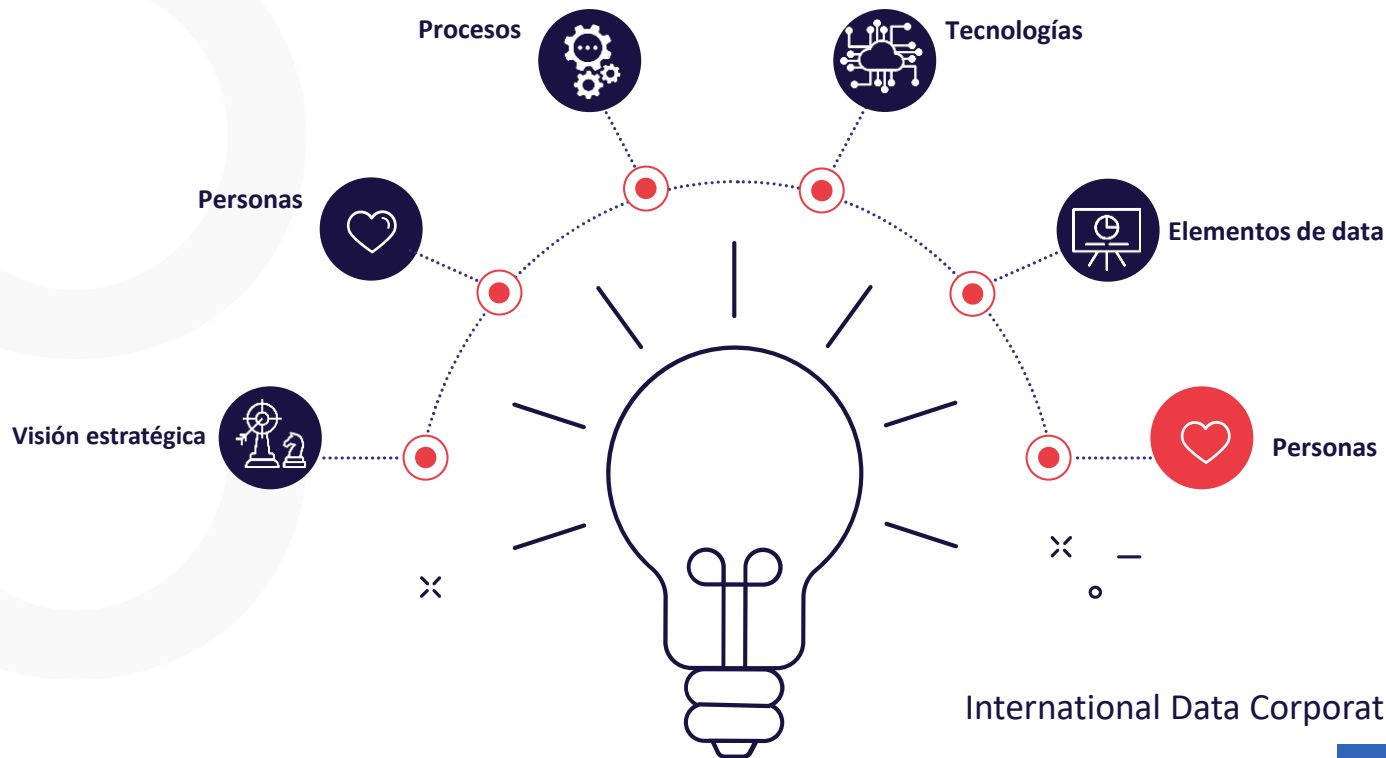 Procesos
Tecnologías
Personas
Elementos de data
Visión estratégica
Personas
International Data Corporat